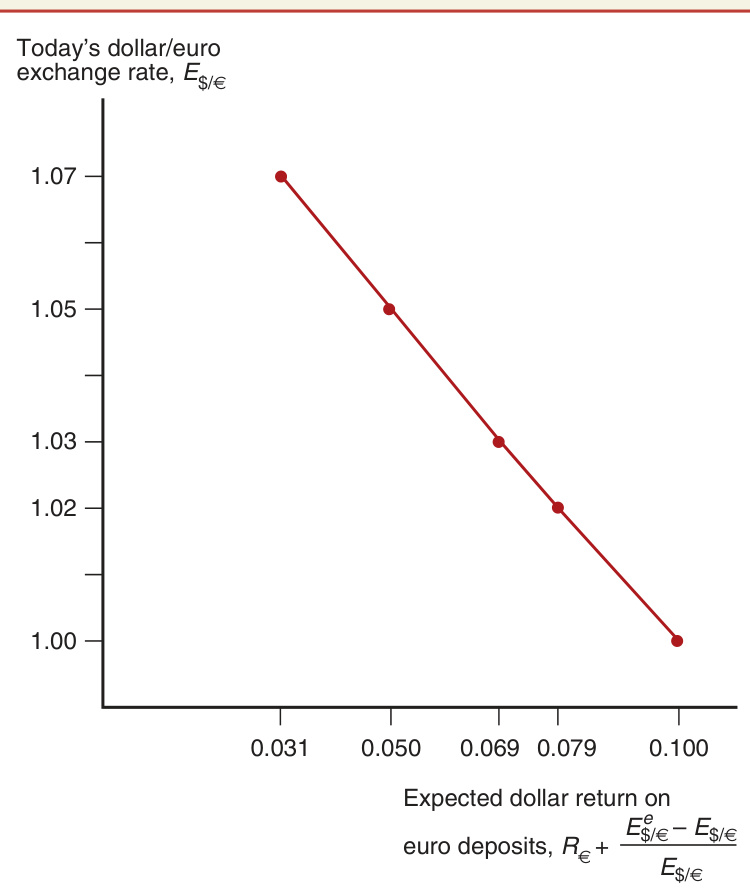 Today’s dollar/euro
exchange rate, E$/€
1.07
1.05
1.03
1.02
1.00
0.031 0.050 0.069 0.079 0.100
Expected dollar return on
euro deposits, R€ + (E^e$/€ – E$/€) / E$/€